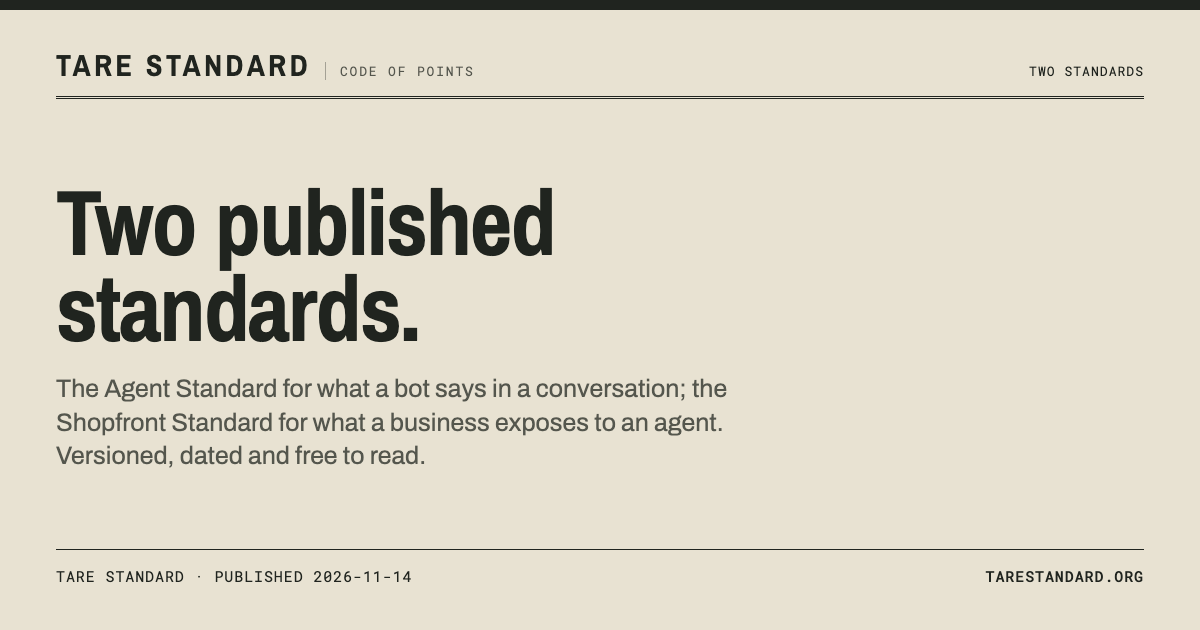 TARE STANDARD
CODE OF POINTS
TWO STANDARDS
Two published
standards.
The Agent Standard for what a bot says in a conversation; the
Shopfront Standard for what a business exposes to an agent.
Versioned, dated and free to read.
TARE STANDARD · PUBLISHED 2026-11-14
TARESTANDARD.ORG